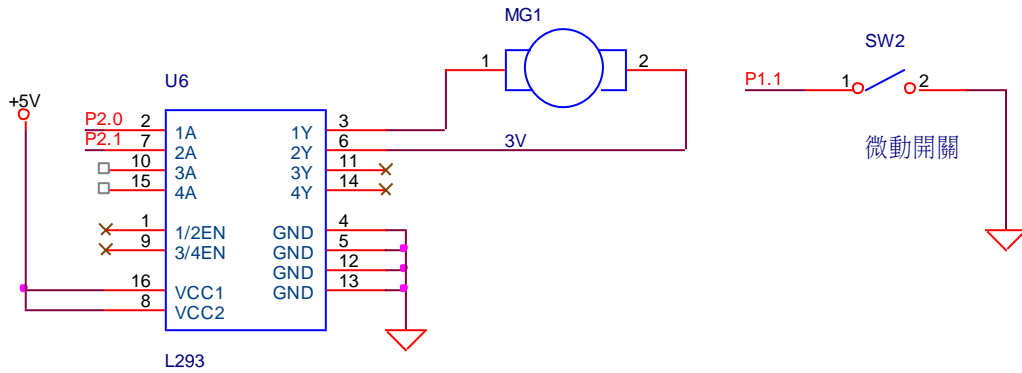 MG1
1
2
SW2
P1.1
1
2
微動開關
U6
+5V
P2.0
2
1A
1Y
3
P2.1
7
2A
2Y
6
3V
10
3A
3Y
11
15
4A
4Y
14
1
1/2EN
GND
4
9
3/4EN
GND
5
GND
12
16
VCC1
GND
13
8
VCC2
L293